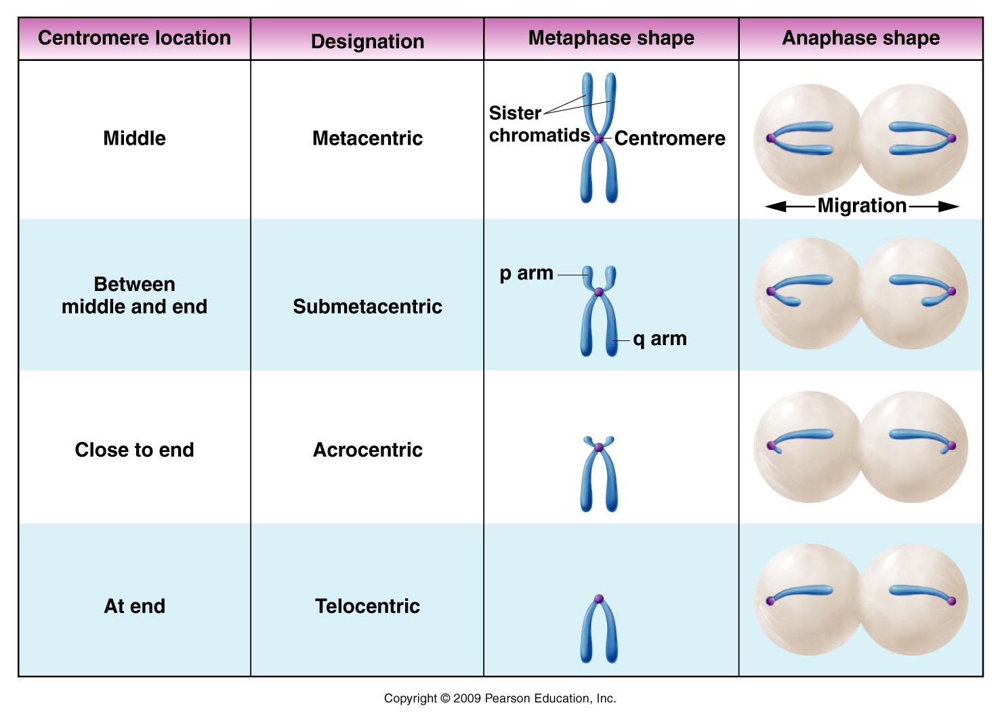 Centromere location
Designation
Metaphase shape
Anaphase shape
Middle
Metacentric
Sister
chromatids
Centromere
Migration
Between
middle and end
Submetacentric
p arm
q arm
Close to end
Acrocentric
At end
Telocentric
Copyright © 2009 Pearson Education, Inc.